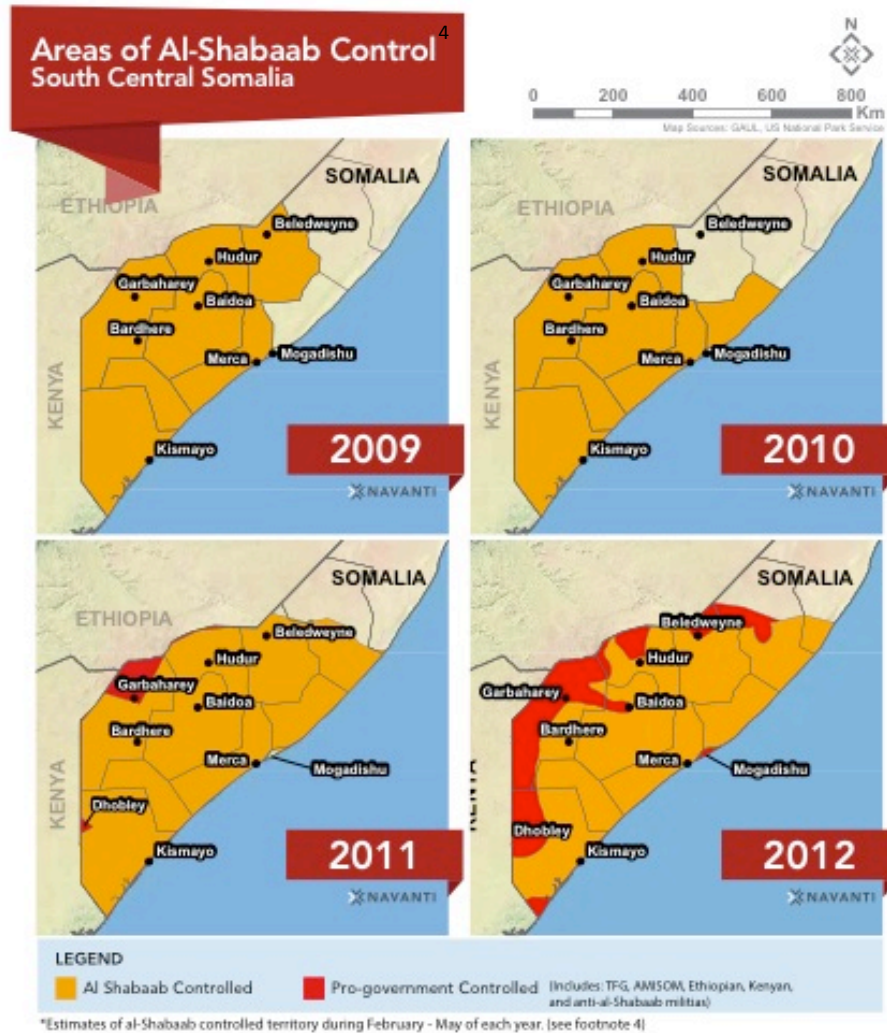 Areas of Al-Shabaab Control 4
South Central Somalia
N
0 200 400 600 800
Km
Map Sources: GAUL, US National Park Service
SOMALIA
ETHIOPIA
Beledweyne
Hudur
Garbaharey
Baidoa
Bardhere
Merca
Mogadishu
KENYA
Kismayo
2009
NAVANTI
SOMALIA
ETHIOPIA
Beledweyne
Hudur
Garbaharey
Baidoa
Bardhere
Merca
Mogadishu
KENYA
Kismayo
2010
NAVANTI
SOMALIA
ETHIOPIA
Beledweyne
Hudur
Garbaharey
Baidoa
Bardhere
Merca
Mogadishu
KENYA
Dhobley
Kismayo
2011
NAVANTI
SOMALIA
Beledweyne
Hudur
Garbaharey
Baidoa
Bardhere
Merca
Mogadishu
KENYA
Dhobley
Kismayo
2012
NAVANTI
LEGEND
Al Shabaab Controlled
Pro-government Controlled (Includes: TFG, AMISOM, Ethiopian, Kenyan,
and anti-al-Shabaab militias)
*Estimates of al-Shabaab controlled territory during February - May of each year. (see footnote 4)